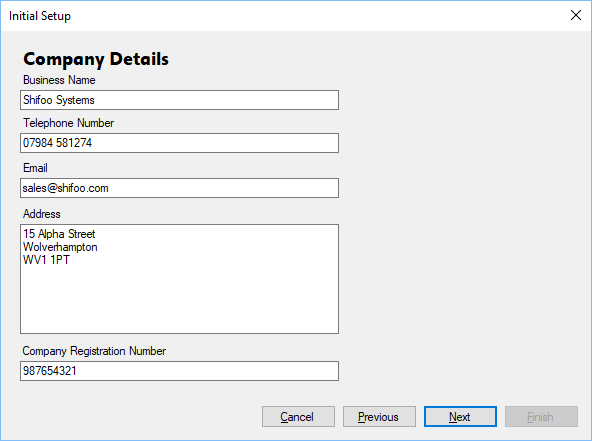 Initial Setup
Company Details
Business Name
Shifoo Systems
Telephone Number
07984 581274
Email
sales@shifoo.com
Address
15 Alpha Street
Wolverhampton
WV1 1PT
Company Registration Number
987654321
Cancel Previous Next Finish